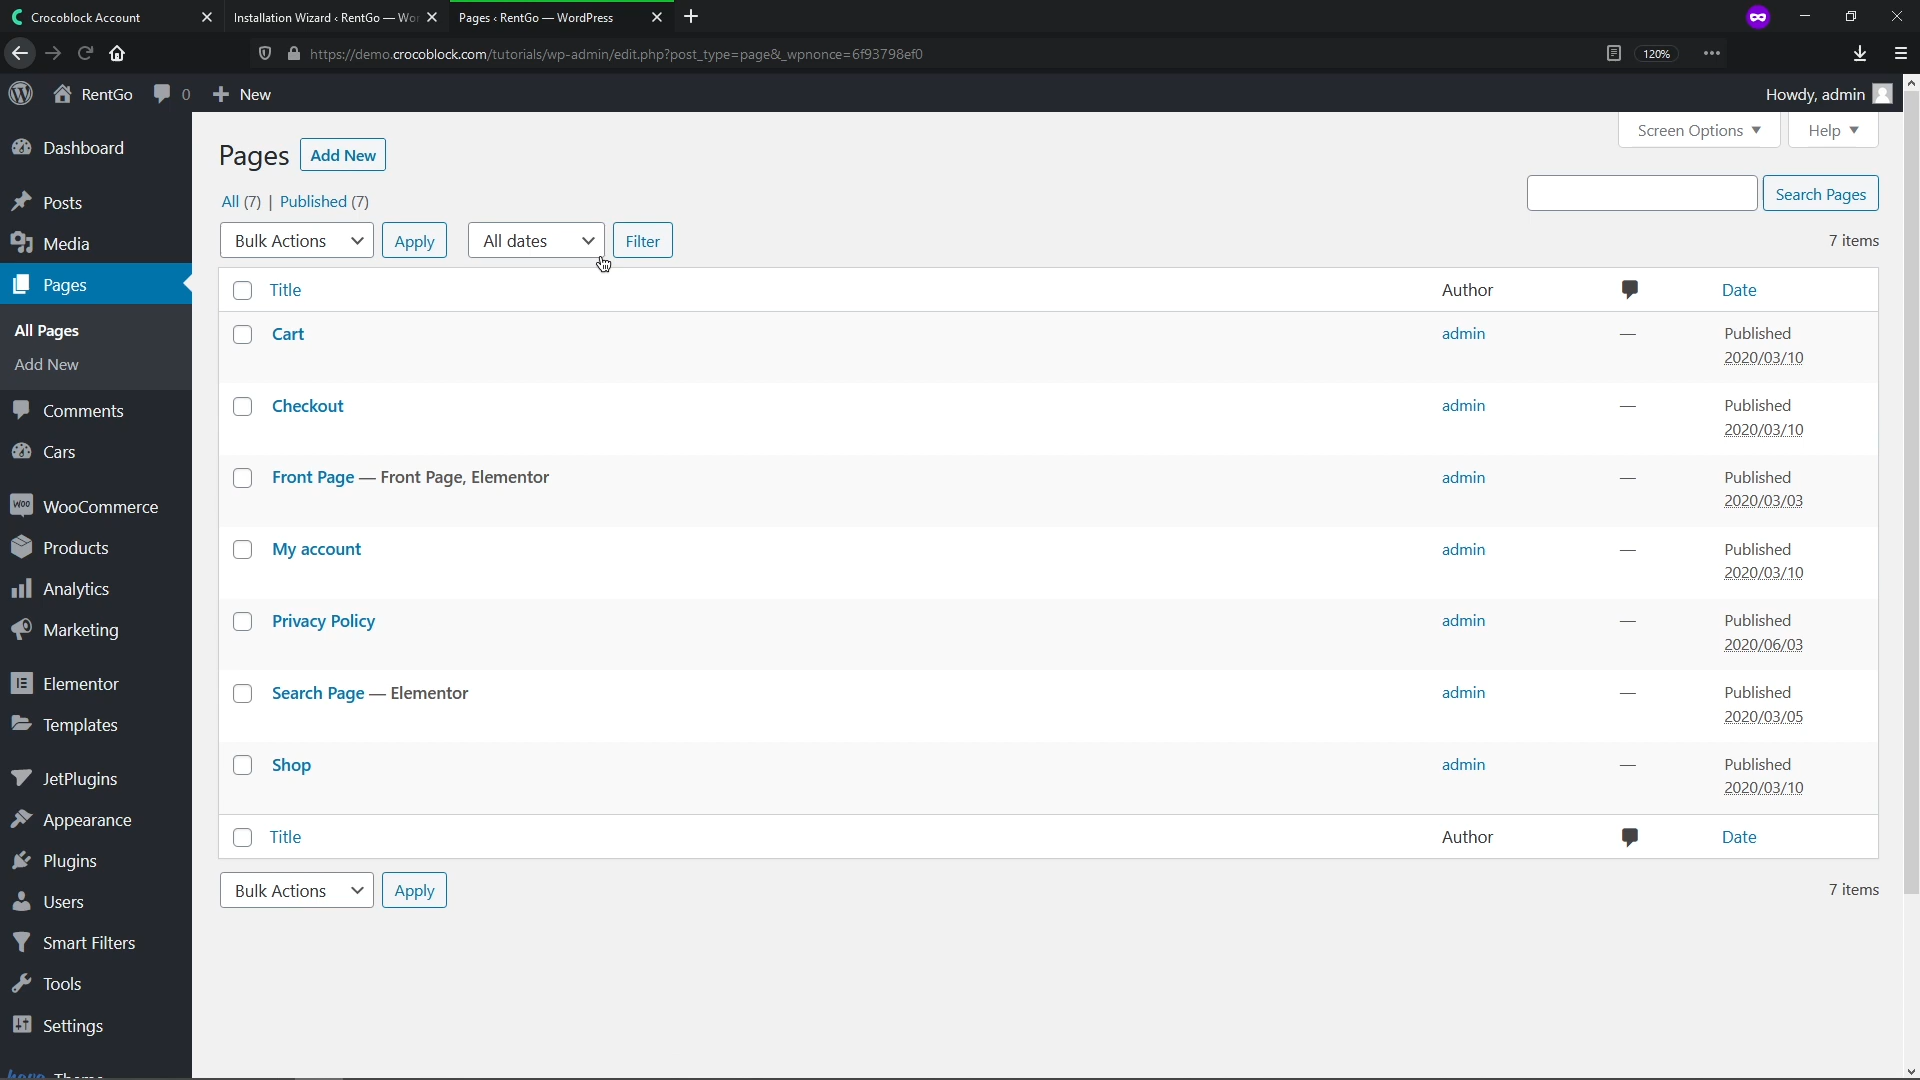 Crocoblock Account
Installation Wizard ‹ RentGo — Wor
Pages ‹ RentGo — WordPress
https://demo.crocoblock.com/tutorials/wp-admin/edit.php?post_type=page&_wpnonce=6f93798ef0
120%
RentGo
0
New
Howdy, admin
Dashboard
Posts
Media
Pages
All Pages
Add New
Comments
Cars
WooCommerce
Products
Analytics
Marketing
Elementor
Templates
JetPlugins
Appearance
Plugins
Users
Smart Filters
Tools
Settings
Screen Options
Help
Pages
Add New
All (7) | Published (7)
Search Pages
Bulk Actions
Apply
All dates
Filter
7 items
Title
Author
Date
Cart
admin
—
Published
2020/03/10
Checkout
admin
—
Published
2020/03/10
Front Page — Front Page, Elementor
admin
—
Published
2020/03/03
My account
admin
—
Published
2020/03/10
Privacy Policy
admin
—
Published
2020/06/03
Search Page — Elementor
admin
—
Published
2020/03/05
Shop
admin
—
Published
2020/03/10
Title
Author
Date
Bulk Actions
Apply
7 items